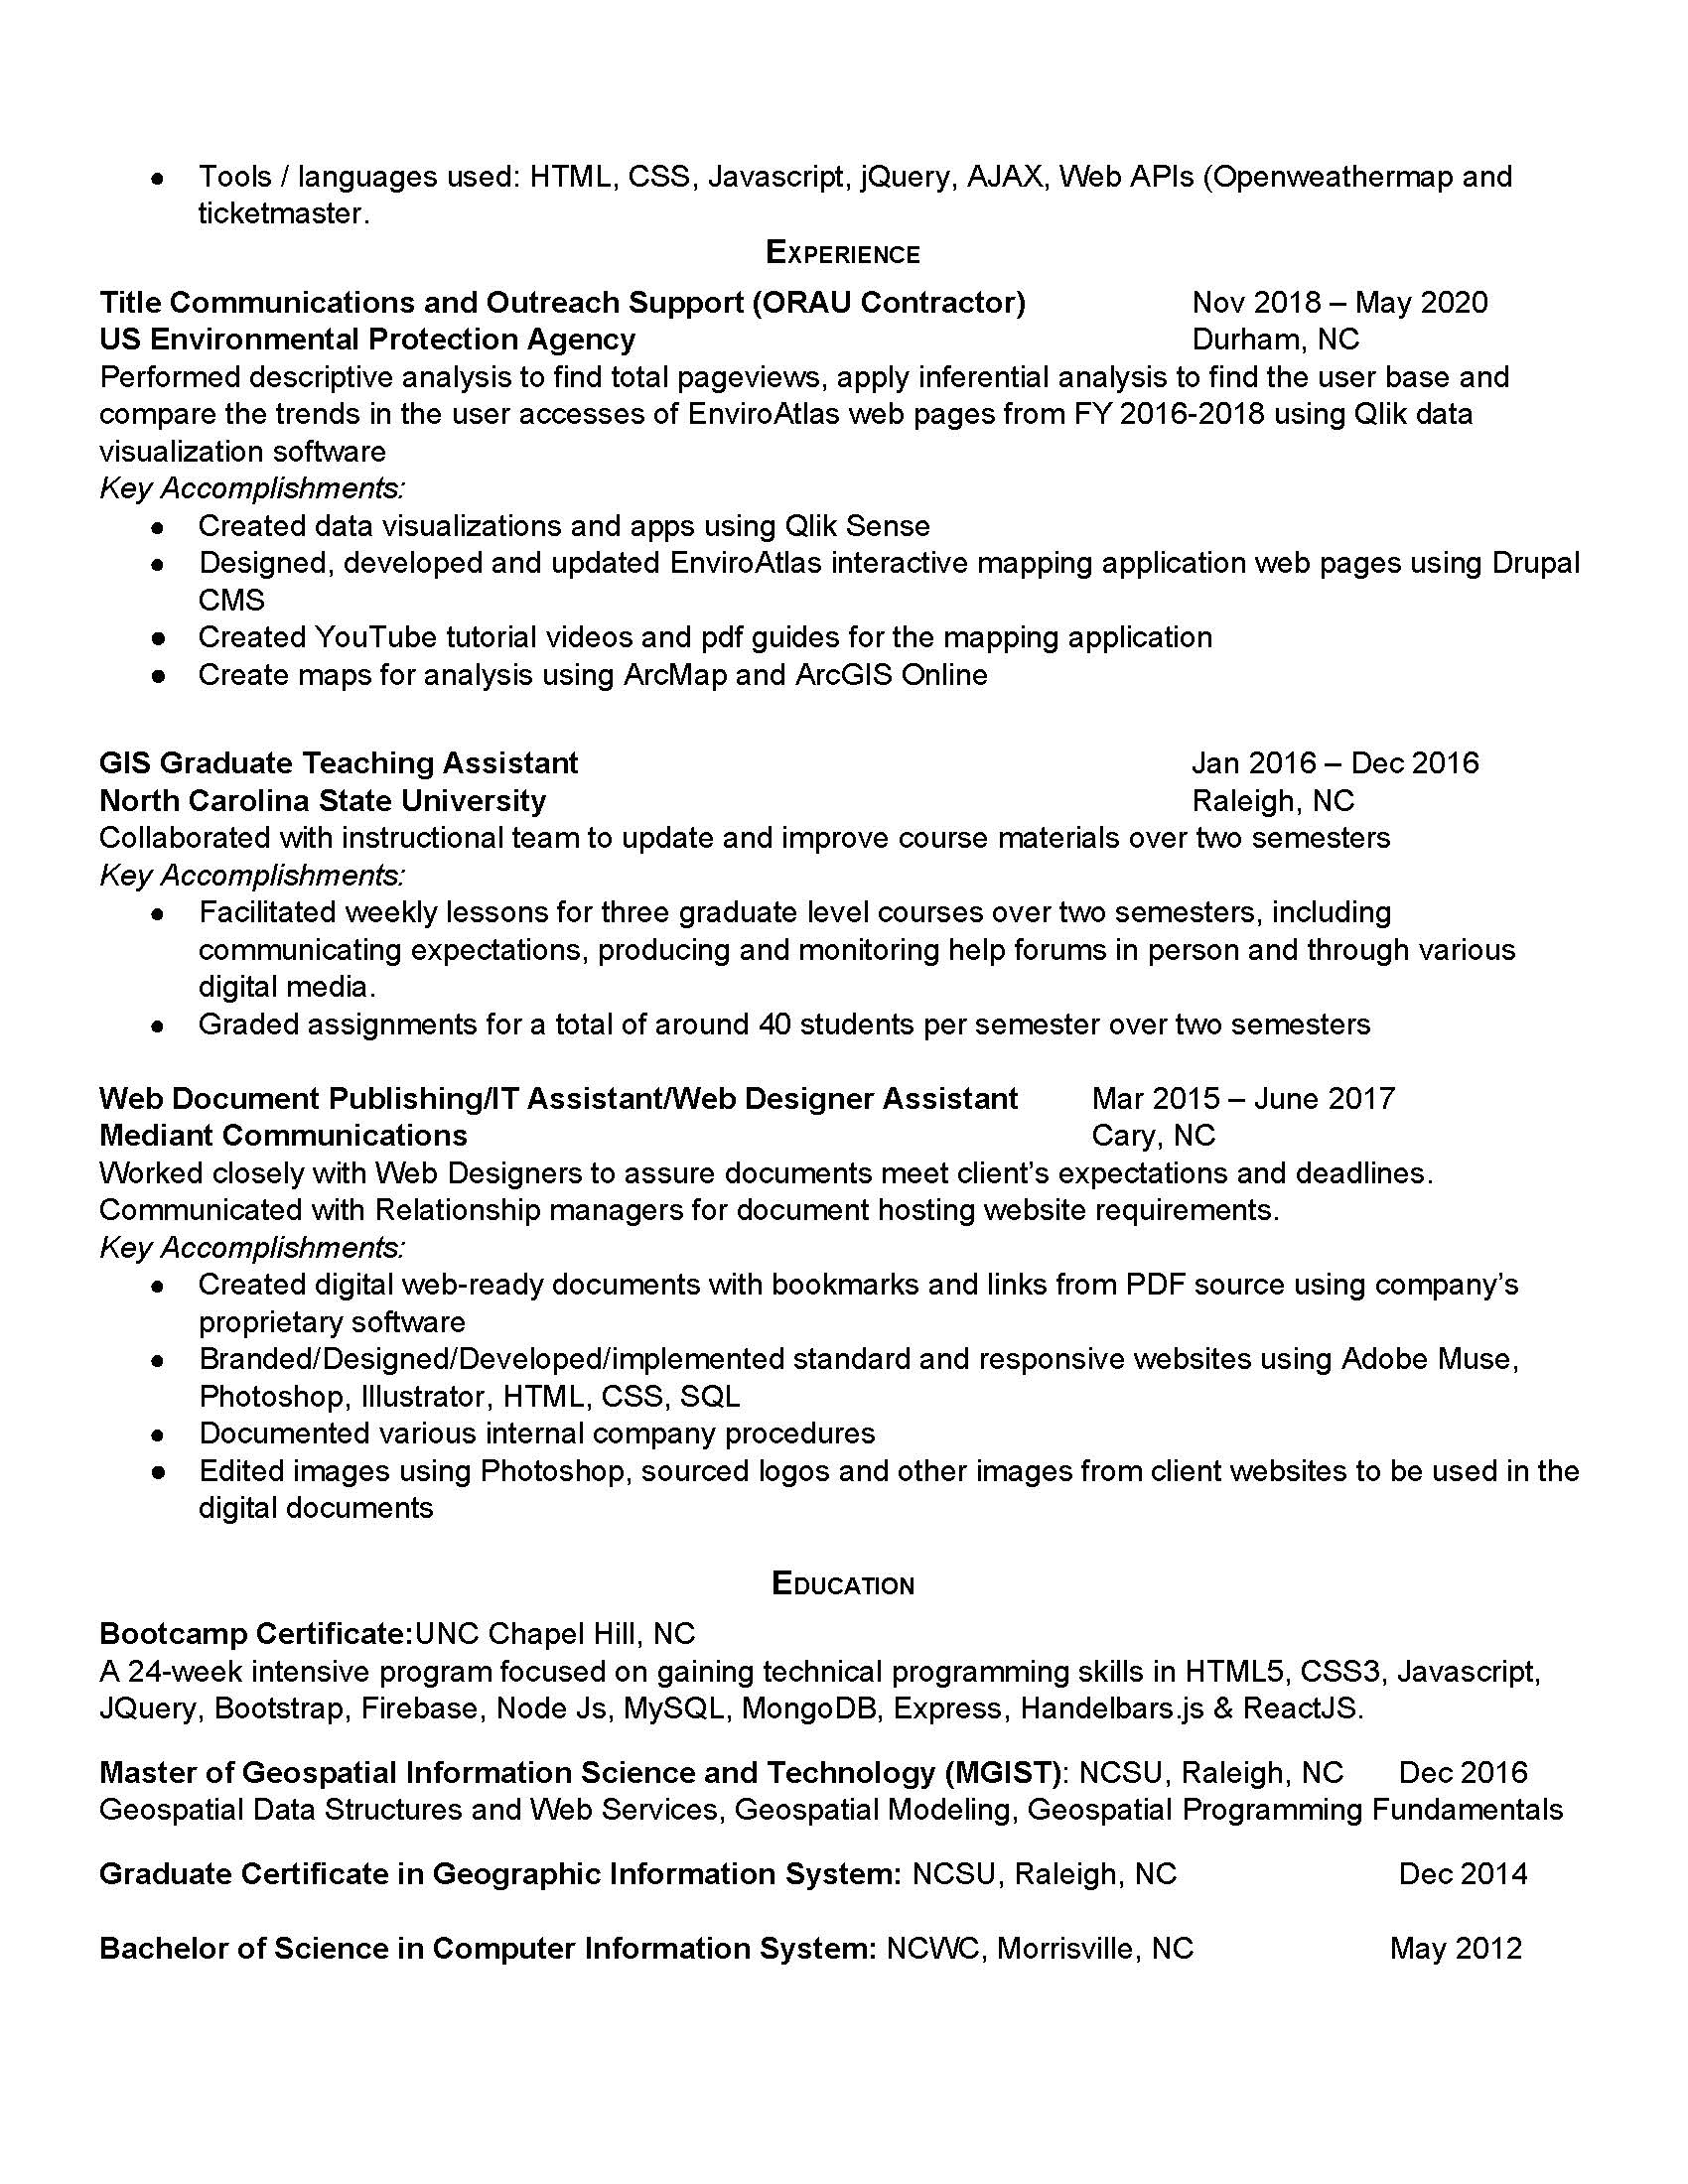 ● Tools / languages used: HTML, CSS, Javascript, jQuery, AJAX, Web APIs (Openweathermap and
ticketmaster.
EXPERIENCE
Title Communications and Outreach Support (ORAU Contractor) Nov 2018 – May 2020
US Environmental Protection Agency Durham, NC
Performed descriptive analysis to find total pageviews, apply inferential analysis to find the user base and
compare the trends in the user accesses of EnviroAtlas web pages from FY 2016-2018 using Qlik data
visualization software
Key Accomplishments:
● Created data visualizations and apps using Qlik Sense
● Designed, developed and updated EnviroAtlas interactive mapping application web pages using Drupal
CMS
● Created YouTube tutorial videos and pdf guides for the mapping application
● Create maps for analysis using ArcMap and ArcGIS Online
GIS Graduate Teaching Assistant Jan 2016 – Dec 2016
North Carolina State University Raleigh, NC
Collaborated with instructional team to update and improve course materials over two semesters
Key Accomplishments:
● Facilitated weekly lessons for three graduate level courses over two semesters, including
communicating expectations, producing and monitoring help forums in person and through various
digital media.
● Graded assignments for a total of around 40 students per semester over two semesters
Web Document Publishing/IT Assistant/Web Designer Assistant Mar 2015 – June 2017
Mediant Communications Cary, NC
Worked closely with Web Designers to assure documents meet client’s expectations and deadlines.
Communicated with Relationship managers for document hosting website requirements.
Key Accomplishments:
● Created digital web-ready documents with bookmarks and links from PDF source using company’s
proprietary software
● Branded/Designed/Developed/implemented standard and responsive websites using Adobe Muse,
Photoshop, Illustrator, HTML, CSS, SQL
● Documented various internal company procedures
● Edited images using Photoshop, sourced logos and other images from client websites to be used in the
digital documents
EDUCATION
Bootcamp Certificate:UNC Chapel Hill, NC
A 24-week intensive program focused on gaining technical programming skills in HTML5, CSS3, Javascript,
JQuery, Bootstrap, Firebase, Node Js, MySQL, MongoDB, Express, Handelbars.js & ReactJS.
Master of Geospatial Information Science and Technology (MGIST): NCSU, Raleigh, NC Dec 2016
Geospatial Data Structures and Web Services, Geospatial Modeling, Geospatial Programming Fundamentals
Graduate Certificate in Geographic Information System: NCSU, Raleigh, NC Dec 2014
Bachelor of Science in Computer Information System: NCWC, Morrisville, NC May 2012